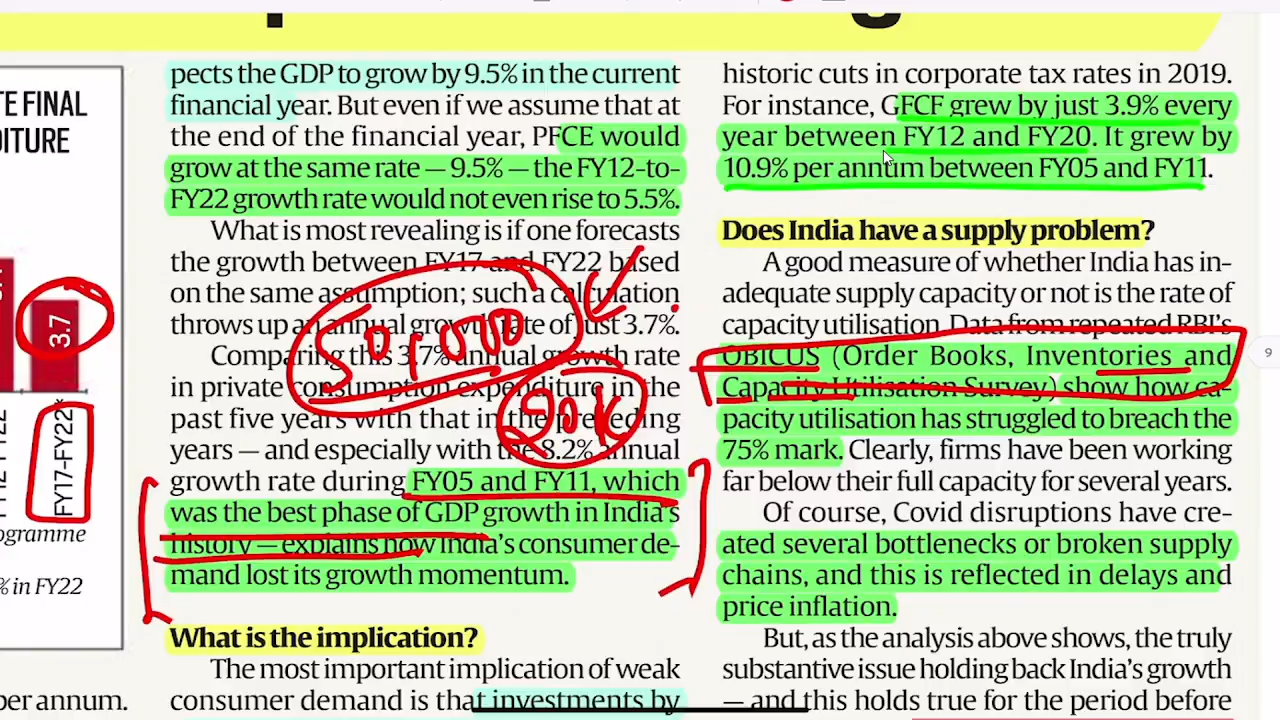 TE FINAL
DITURE
3.7
FY12-FY22
FY17-FY22*
ogramme
% in FY22
per annum.
pects the GDP to grow by 9.5% in the current
financial year. But even if we assume that at
the end of the financial year, PFCE would
grow at the same rate — 9.5% — the FY12-to-
FY22 growth rate would not even rise to 5.5%.
What is most revealing is if one forecasts
the growth between FY17 and FY22 based
on the same assumption; such a calculation
throws up an annual growth rate of just 3.7%.
Comparing this 3.7% annual growth rate
in private consumption expenditure in the
past five years with that in the preceding
years — and especially with the 8.2% annual
growth rate during FY05 and FY11, which
was the best phase of GDP growth in India's
history — explains how India's consumer de-
mand lost its growth momentum.
50,000
20k
What is the implication?
The most important implication of weak
consumer demand is that investments by
historic cuts in corporate tax rates in 2019.
For instance, GFCF grew by just 3.9% every
year between FY12 and FY20. It grew by
10.9% per annum between FY05 and FY11.
Does India have a supply problem?
A good measure of whether India has in-
adequate supply capacity or not is the rate of
capacity utilisation. Data from repeated RBI's
OBICUS (Order Books, Inventories and
Capacity Utilisation Survey) show how ca-
pacity utilisation has struggled to breach the
75% mark. Clearly, firms have been working
far below their full capacity for several years.
Of course, Covid disruptions have cre-
ated several bottlenecks or broken supply
chains, and this is reflected in delays and
price inflation.
But, as the analysis above shows, the truly
substantive issue holding back India's growth
— and this holds true for the period before
9